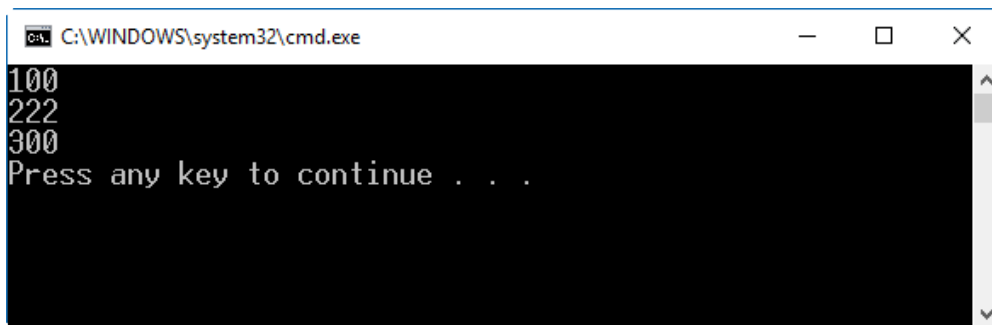 C:\WINDOWS\system32\cmd.exe
100
222
300
Press any key to continue . . .